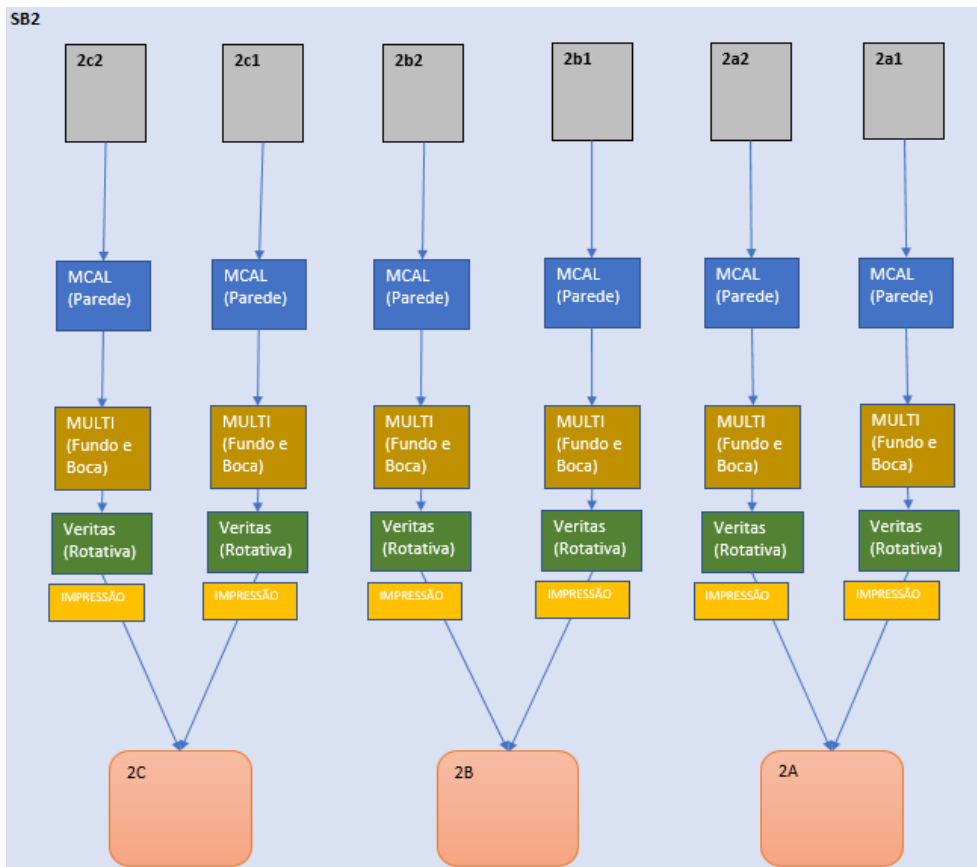 SB2
2c2
2c1
2b2
2b1
2a2
2a1
MCAL
(Parede)
MCAL
(Parede)
MCAL
(Parede)
MCAL
(Parede)
MCAL
(Parede)
MCAL
(Parede)
MULTI
(Fundo e
Boca)
MULTI
(Fundo e
Boca)
MULTI
(Fundo e
Boca)
MULTI
(Fundo e
Boca)
MULTI
(Fundo e
Boca)
MULTI
(Fundo e
Boca)
Veritas
(Rotativa)
Veritas
(Rotativa)
Veritas
(Rotativa)
Veritas
(Rotativa)
Veritas
(Rotativa)
Veritas
(Rotativa)
IMPRESSÃO
IMPRESSÃO
IMPRESSÃO
IMPRESSÃO
IMPRESSÃO
IMPRESSÃO
2C
2B
2A